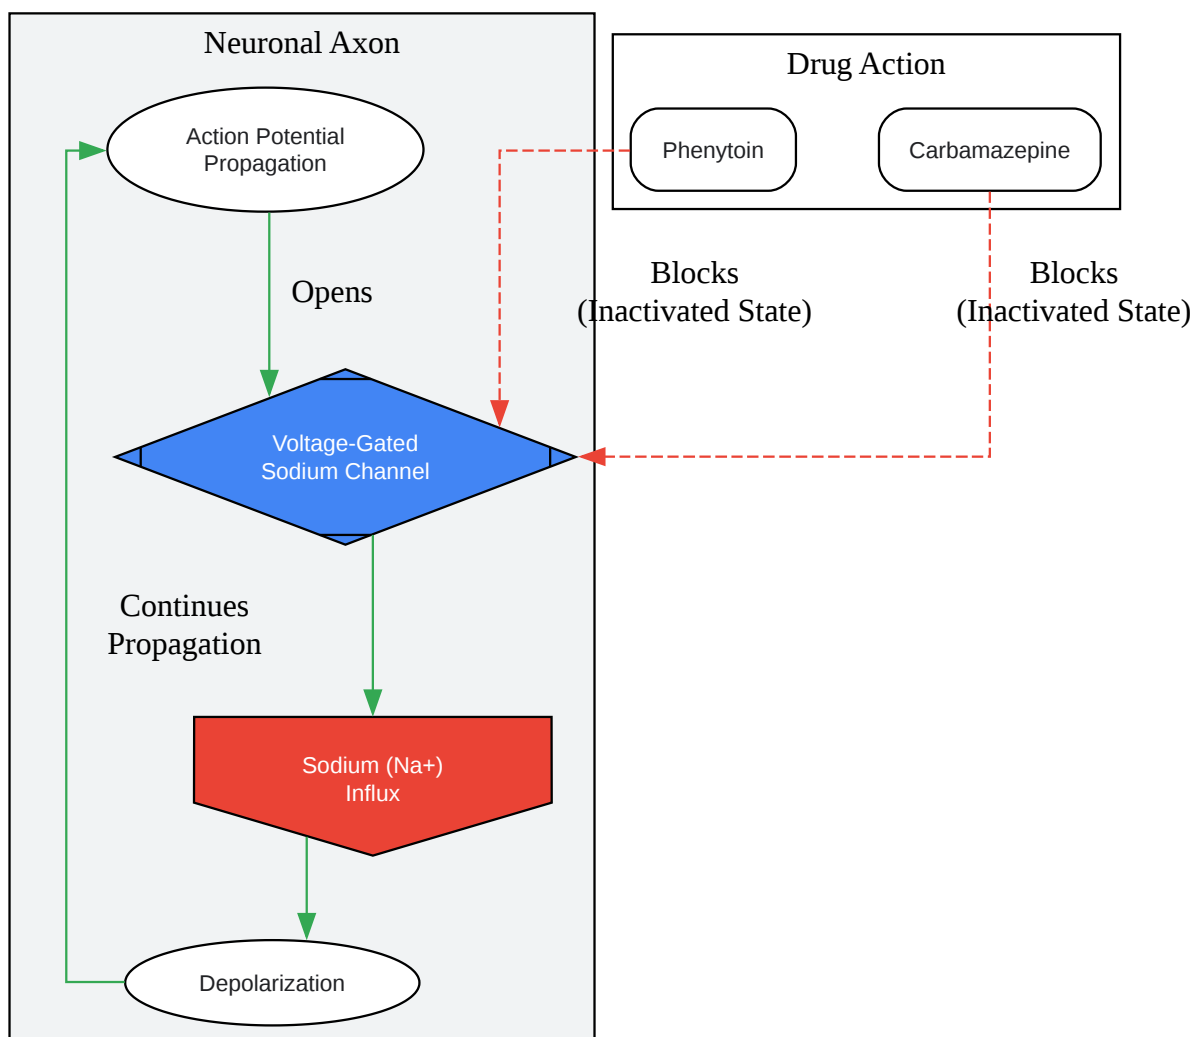 Neuronal Axon
Drug Action
Action Potential
Propagation
Phenytoin
Carbamazepine
Opens
Blocks
(Inactivated State)
Blocks
(Inactivated State)
Voltage-Gated
Sodium Channel
Continues
Propagation
Sodium (Na+)
Influx
Depolarization